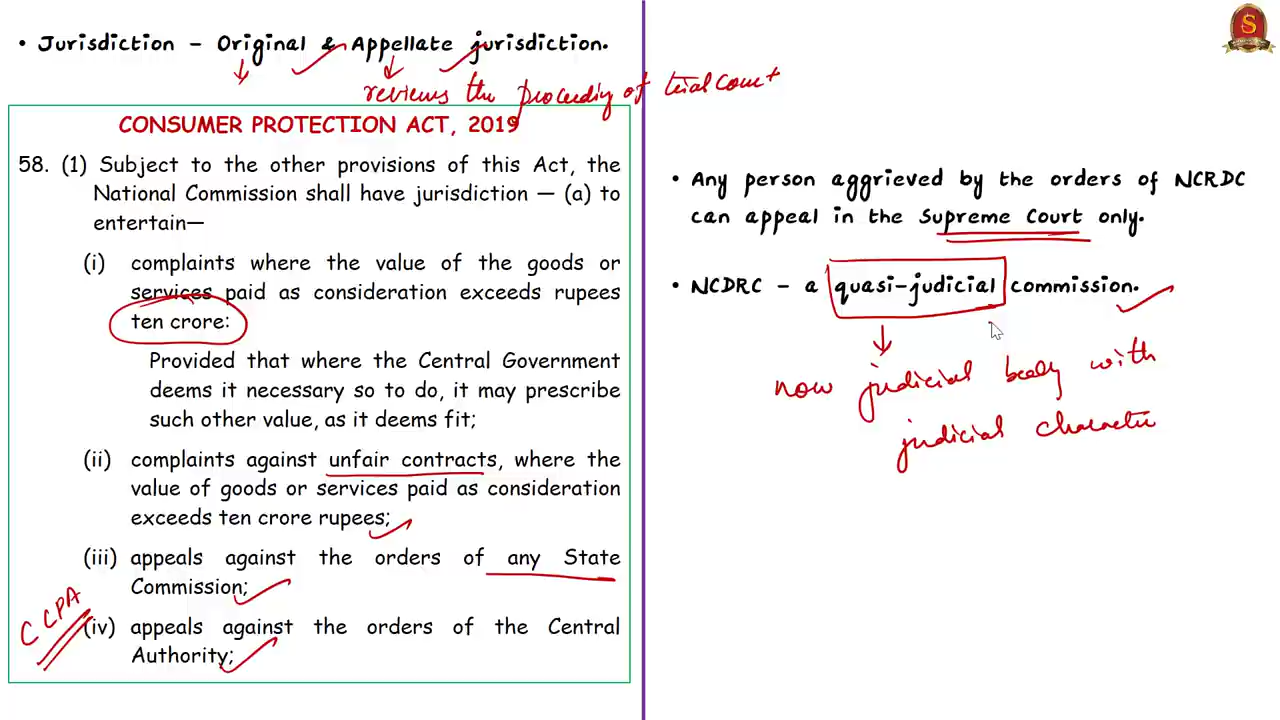 • Jurisdiction – Original & Appellate jurisdiction.
reviews the proceeding of trial court
CONSUMER PROTECTION ACT, 2019
58. (1) Subject to the other provisions of this Act, the
National Commission shall have jurisdiction — (a) to
entertain—
(i) complaints where the value of the goods or
services paid as consideration exceeds rupees
ten crore:
Provided that where the Central Government
deems it necessary so to do, it may prescribe
such other value, as it deems fit;
(ii) complaints against unfair contracts, where the
value of goods or services paid as consideration
exceeds ten crore rupees;
(iii) appeals against the orders of any State
Commission;
CCPA
(iv) appeals against the orders of the Central
Authority;
• Any person aggrieved by the orders of NCRDC
can appeal in the Supreme Court only.
• NCDRC – a quasi-judicial commission.
non judicial body with
judicial character
S